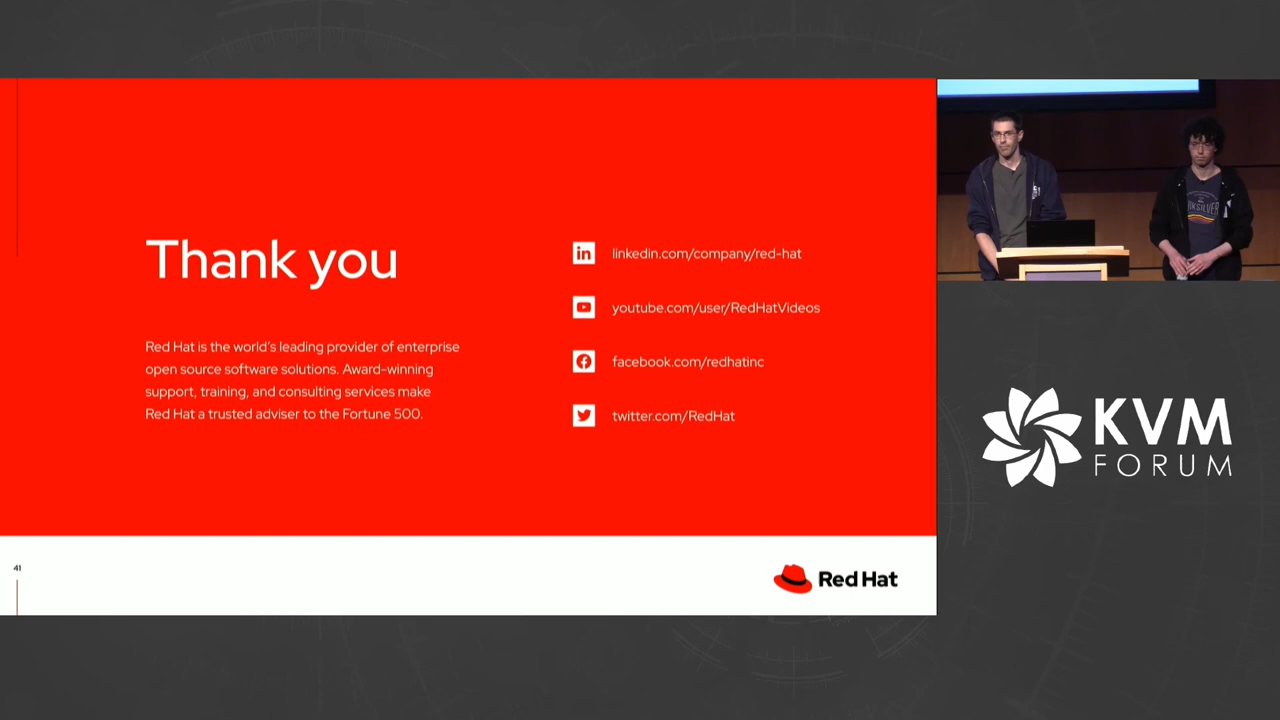 Thank you
Red Hat is the world's leading provider of enterprise
open source software solutions. Award-winning
support, training, and consulting services make
Red Hat a trusted adviser to the Fortune 500.
in
linkedin.com/company/red-hat
youtube.com/user/RedHatVideos
facebook.com/redhatinc
twitter.com/RedHat
41
Red Hat
KVM
FORUM